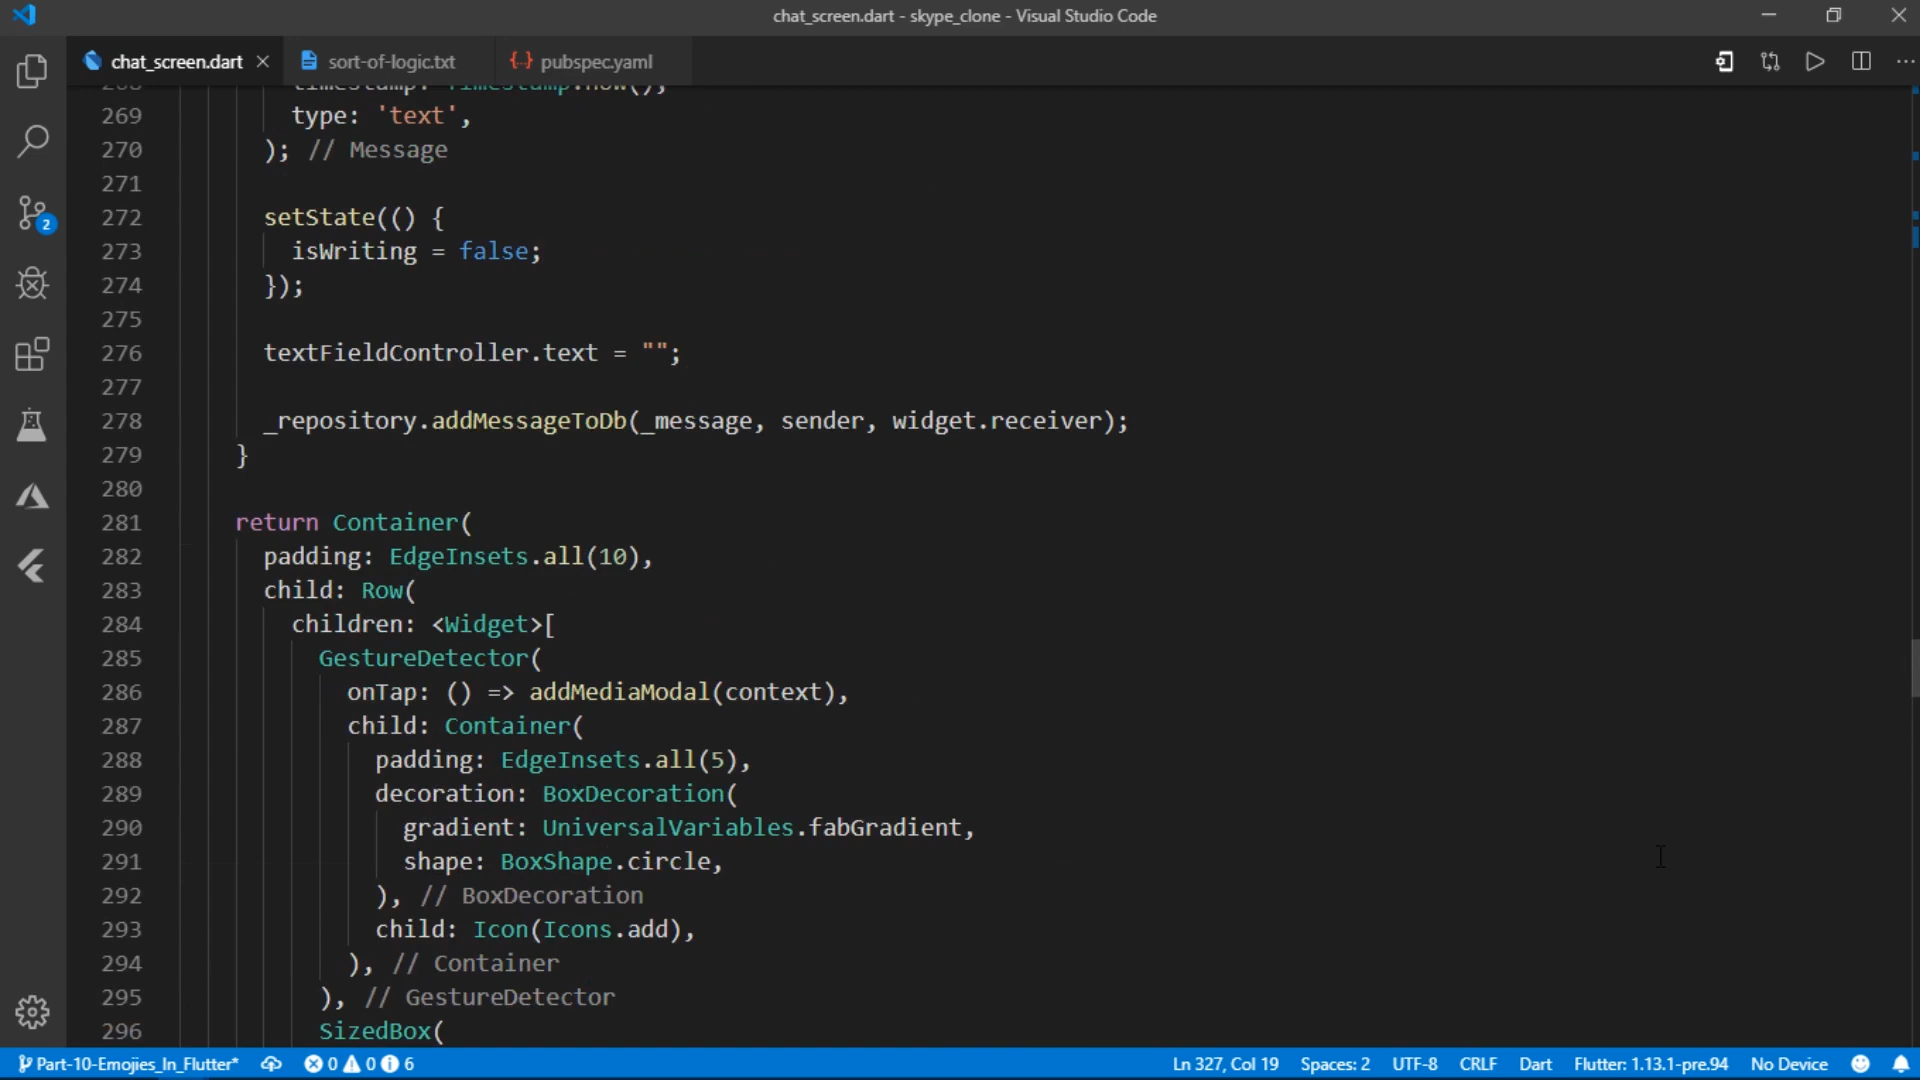 chat_screen.dart - skype_clone - Visual Studio Code
chat_screen.dart
sort-of-logic.txt
pubspec.yaml
timestamp: Timestamp.now(),
269 type: 'text',
270 ); // Message
271
272 setState(() {
273 isWriting = false;
274 });
275
276 textFieldController.text = "";
277
278 _repository.addMessageToDb(_message, sender, widget.receiver);
279 }
280
281 return Container(
282 padding: EdgeInsets.all(10),
283 child: Row(
284 children: <Widget>[
285 GestureDetector(
286 onTap: () => addMediaModal(context),
287 child: Container(
288 padding: EdgeInsets.all(5),
289 decoration: BoxDecoration(
290 gradient: UniversalVariables.fabGradient,
291 shape: BoxShape.circle,
292 ), // BoxDecoration
293 child: Icon(Icons.add),
294 ), // Container
295 ), // GestureDetector
296 SizedBox(
2
Part-10-Emojies_In_Flutter* 0 0 6 Ln 327, Col 19 Spaces: 2 UTF-8 CRLF Dart Flutter: 1.13.1-pre.94 No Device